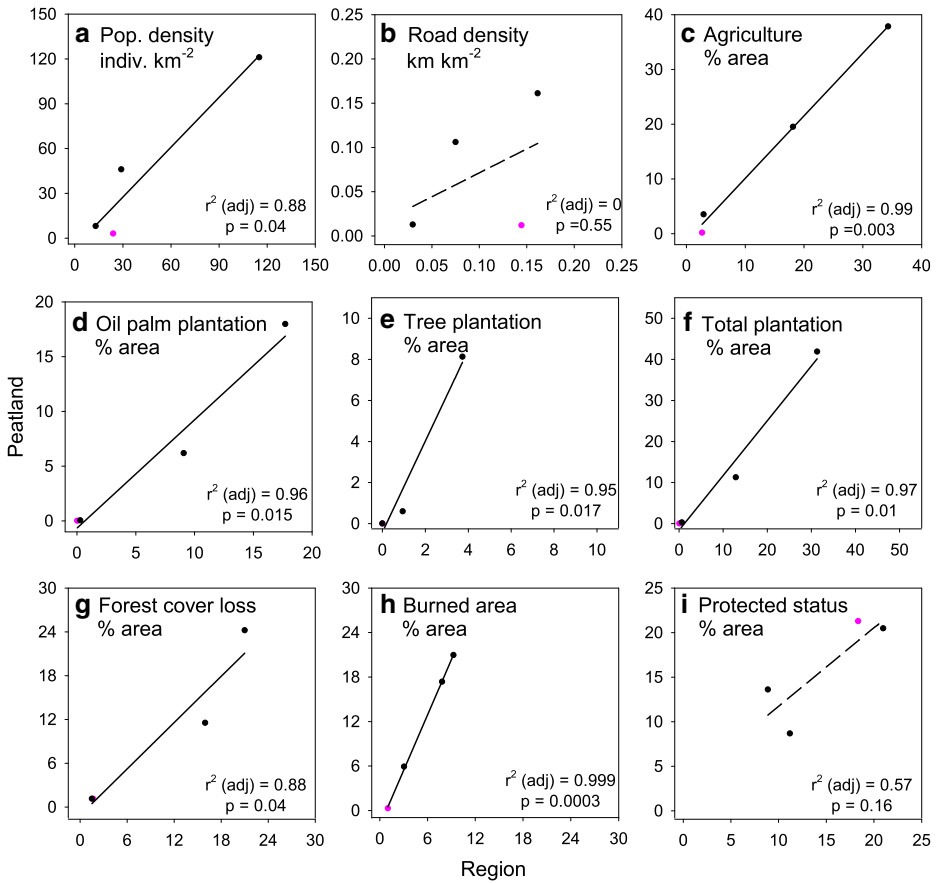 a Pop. density
indiv. km-2
150
120
90
60
30
0
r2 (adj) = 0.88
p = 0.04
0 30 60 90 120 150
b Road density
km km-2
0.25
0.20
0.15
0.10
0.05
0.00
r2 (adj) = 0
p =0.55
0.00 0.05 0.10 0.15 0.20 0.25
c Agriculture
% area
40
30
20
10
0
r2 (adj) = 0.99
p =0.003
0 10 20 30 40
d Oil palm plantation
% area
20
15
10
5
0
r2 (adj) = 0.96
p = 0.015
0 5 10 15 20
e Tree plantation
% area
10
8
6
4
2
0
r2 (adj) = 0.95
p = 0.017
0 2 4 6 8 10
f Total plantation
% area
50
40
30
20
10
0
r2 (adj) = 0.97
p = 0.01
0 10 20 30 40 50
Peatland
g Forest cover loss
% area
30
24
18
12
6
0
r2 (adj) = 0.88
p = 0.04
0 6 12 18 24 30
h Burned area
% area
30
24
18
12
6
0
r2 (adj) = 0.999
p = 0.0003
0 6 12 18 24 30
i Protected status
% area
25
20
15
10
5
0
r2 (adj) = 0.57
p = 0.16
0 5 10 15 20 25
Region